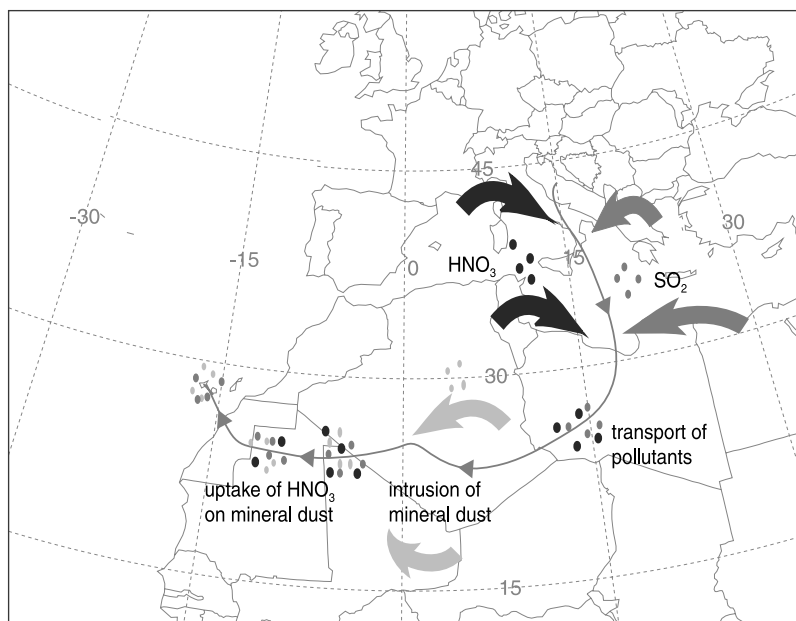 45
-30
30
-15
HNO₃
0
15
SO₂
30
transport of
pollutants
uptake of HNO₃
on mineral dust
intrusion of
mineral dust
15